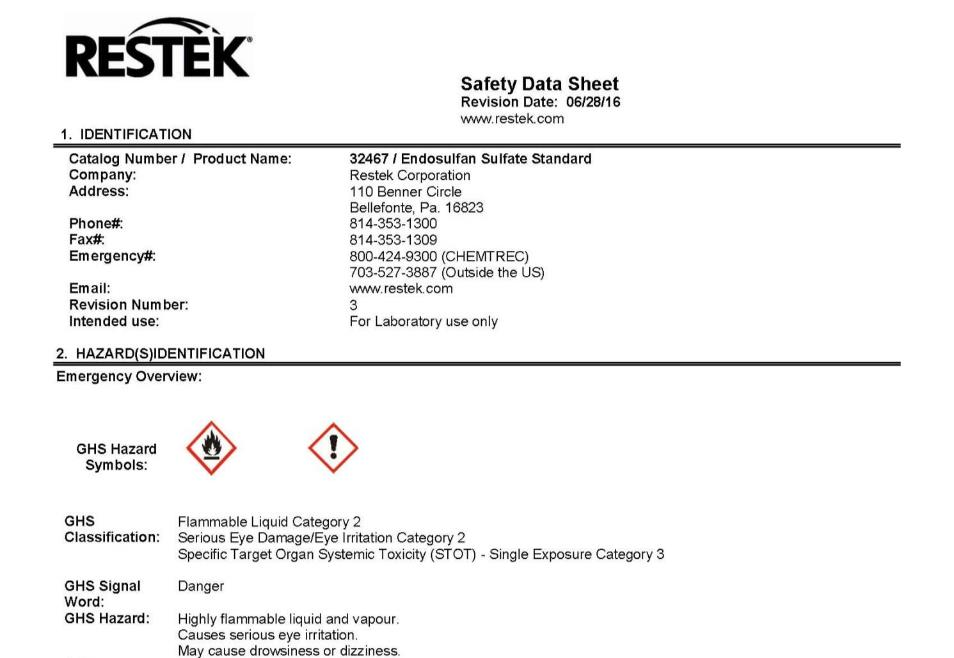 RESTEK®
Safety Data Sheet
Revision Date: 06/28/16
www.restek.com
1. IDENTIFICATION
Catalog Number / Product Name: 32467 / Endosulfan Sulfate Standard
Company: Restek Corporation
Address: 110 Benner Circle
Bellefonte, Pa. 16823
Phone#: 814-353-1300
Fax#: 814-353-1309
Emergency#: 800-424-9300 (CHEMTREC)
703-527-3887 (Outside the US)
Email: www.restek.com
Revision Number: 3
Intended use: For Laboratory use only
2. HAZARD(S)IDENTIFICATION
Emergency Overview:
GHS Hazard
Symbols:
GHS Flammable Liquid Category 2
Classification: Serious Eye Damage/Eye Irritation Category 2
Specific Target Organ Systemic Toxicity (STOT) - Single Exposure Category 3
GHS Signal Danger
Word:
GHS Hazard: Highly flammable liquid and vapour.
Causes serious eye irritation.
May cause drowsiness or dizziness.